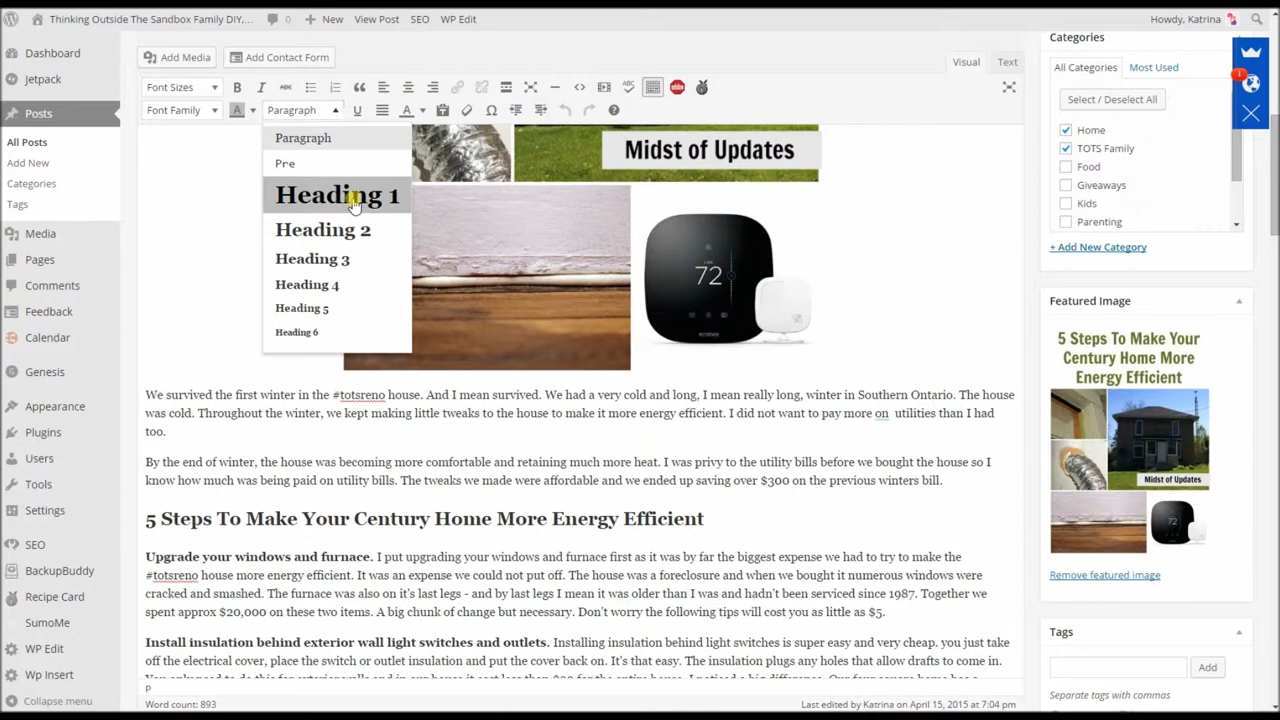 Thinking Outside The Sandbox Family DIY,...
0
New
View Post
SEO
WP Edit
Howdy, Katrina
Dashboard
Jetpack
Posts
All Posts
Add New
Categories
Tags
Media
Pages
Comments
Feedback
Calendar
Genesis
Appearance
Plugins
Users
Tools
Settings
SEO
BackupBuddy
Recipe Card
SumoMe
WP Edit
Wp Insert
Collapse menu
Add Media
Add Contact Form
Visual
Text
Font Sizes
Font Family
Paragraph
Paragraph
Pre
Heading 1
Heading 2
Heading 3
Heading 4
Heading 5
Heading 6
Midst of Updates
72
ecobee
We survived the first winter in the #totsreno house. And I mean survived. We had a very cold and long, I mean really long, winter in Southern Ontario. The house
was cold. Throughout the winter, we kept making little tweaks to the house to make it more energy efficient. I did not want to pay more on utilities than I had
too.
By the end of winter, the house was becoming more comfortable and retaining much more heat. I was privy to the utility bills before we bought the house so I
know how much was being paid on utility bills. The tweaks we made were affordable and we ended up saving over $300 on the previous winters bill.
5 Steps To Make Your Century Home More Energy Efficient
Upgrade your windows and furnace. I put upgrading your windows and furnace first as it was by far the biggest expense we had to try to make the
#totsreno house more energy efficient. It was an expense we could not put off. The house was a foreclosure and when we bought it numerous windows were
cracked and smashed. The furnace was also on it's last legs - and by last legs I mean it was older than I was and hadn't been serviced since 1987. Together we
spent approx $20,000 on these two items. A big chunk of change but necessary. Don't worry the following tips will cost you as little as $5.
Install insulation behind exterior wall light switches and outlets. Installing insulation behind light switches is super easy and very cheap. you just take
off the electrical cover, place the switch or outlet insulation and put the cover back on. It's that easy. The insulation plugs any holes that allow drafts to come in.
p
Word count: 893
Last edited by Katrina on April 15, 2015 at 7:04 pm
Categories
All Categories
Most Used
Select / Deselect All
Home
TOTS Family
Food
Giveaways
Kids
Parenting
+ Add New Category
1
Featured Image
5 Steps To Make Your
Century Home More
Energy Efficient
Midst of Updates
Remove featured image
Tags
Add
Separate tags with commas